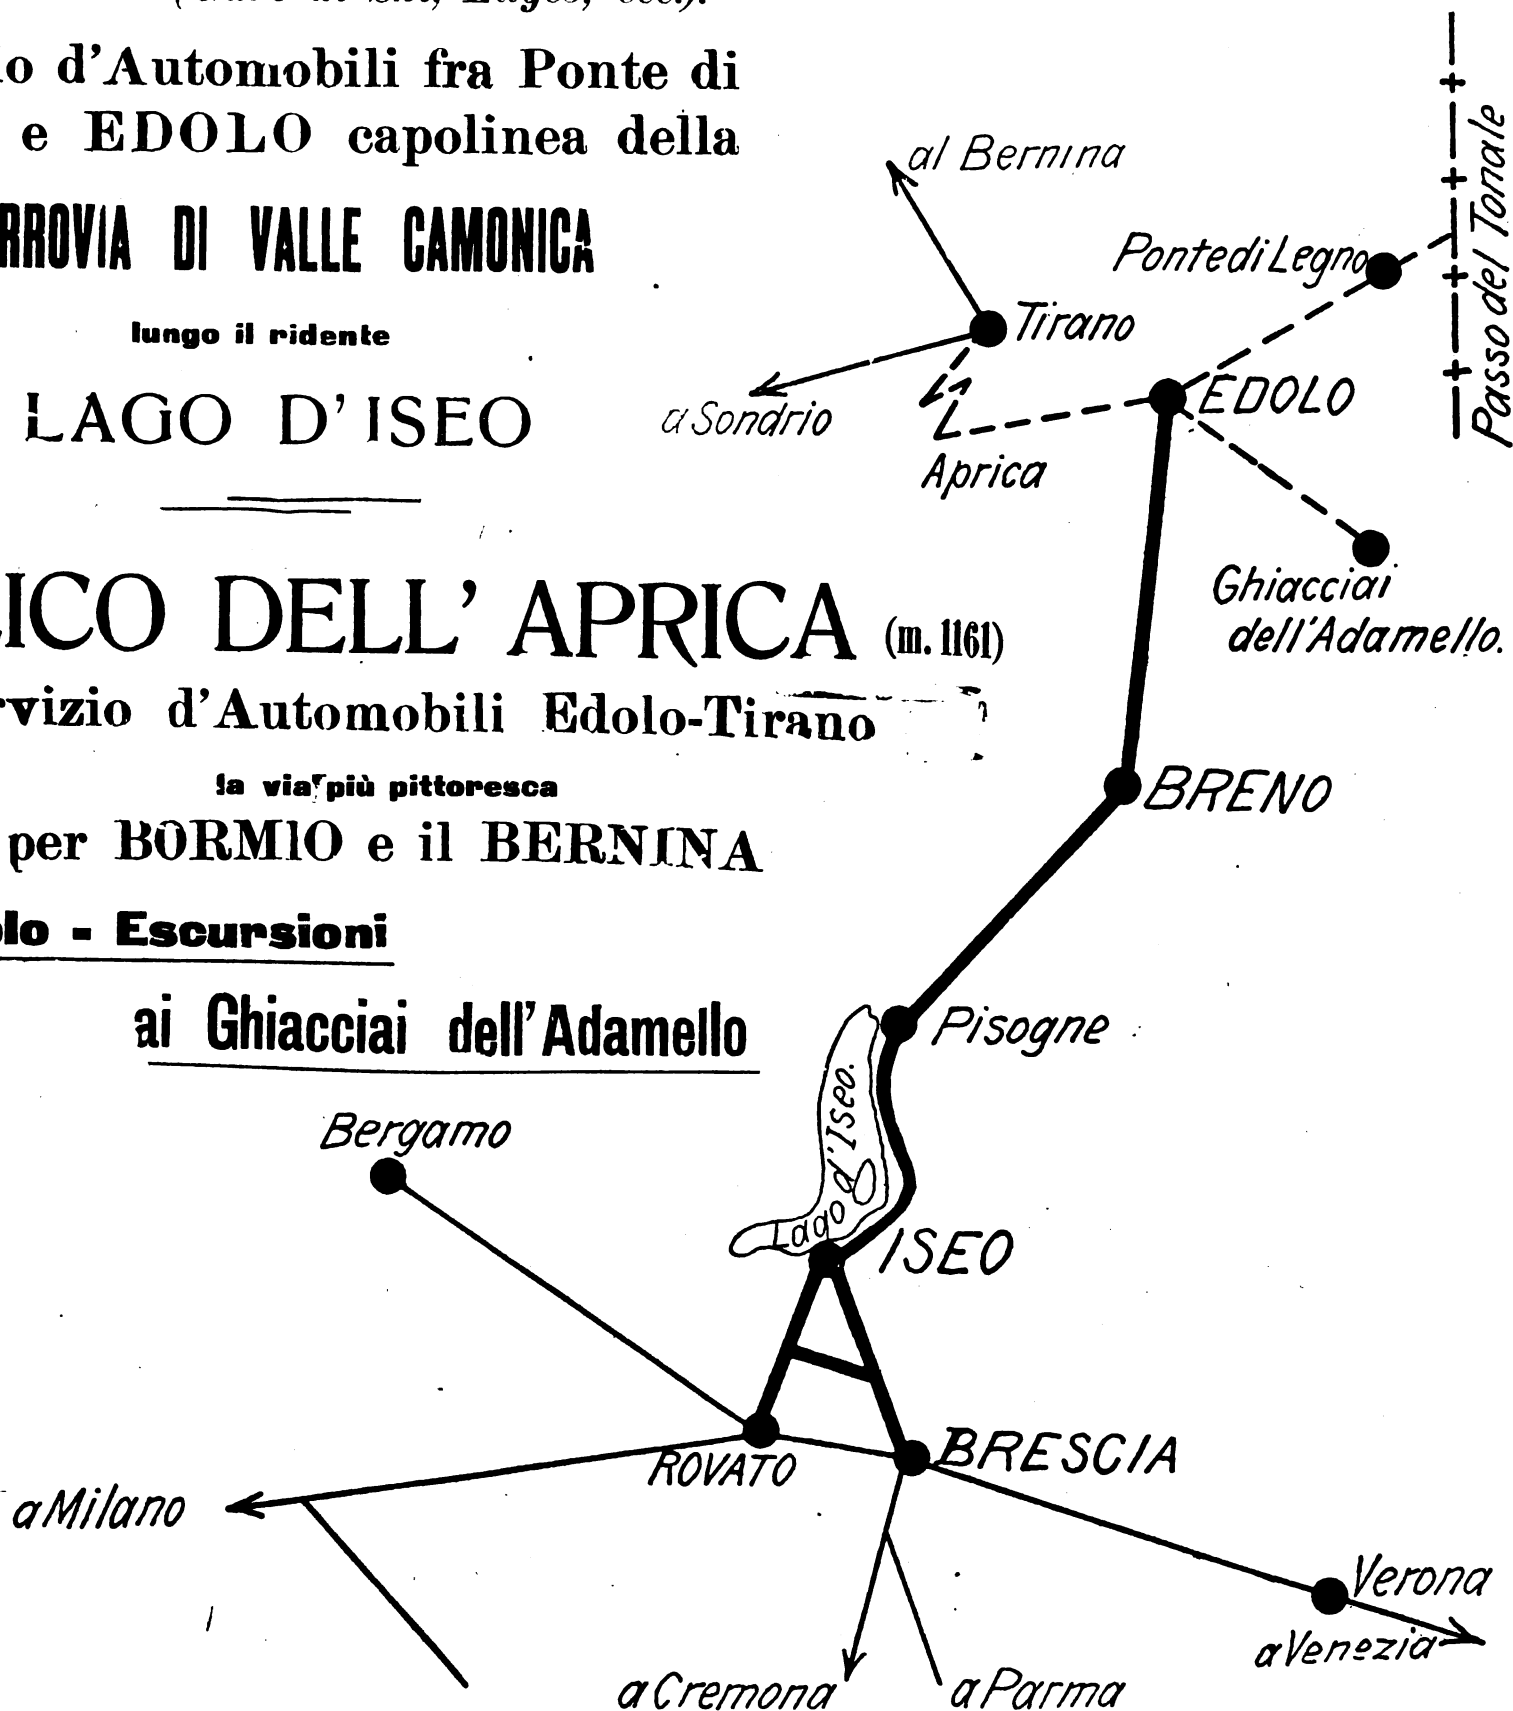 d'Automobili fra Ponte di
e EDOLO capolinea della
RROVIA DI VALLE CAMONICA
lungo il ridente
LAGO D'ISEO
ICO DELL'APRICA (m. 1161)
vizio d'Automobili Edolo-Tirano
la via più pittoresca
per BORMIO e il BERNINA
lo - Escursioni
ai Ghiacciai dell'Adamello
al Bernina
Passo del Tonale
Ponte di Legno
Tirano
a Sondrio
EDOLO
Aprica
Ghiacciai
dell'Adamello.
BRENO
Pisogne
Lago d'Iseo.
Bergamo
ISEO
ROVATO
BRESCIA
a Milano
Verona
a Venezia
a Cremona
a Parma